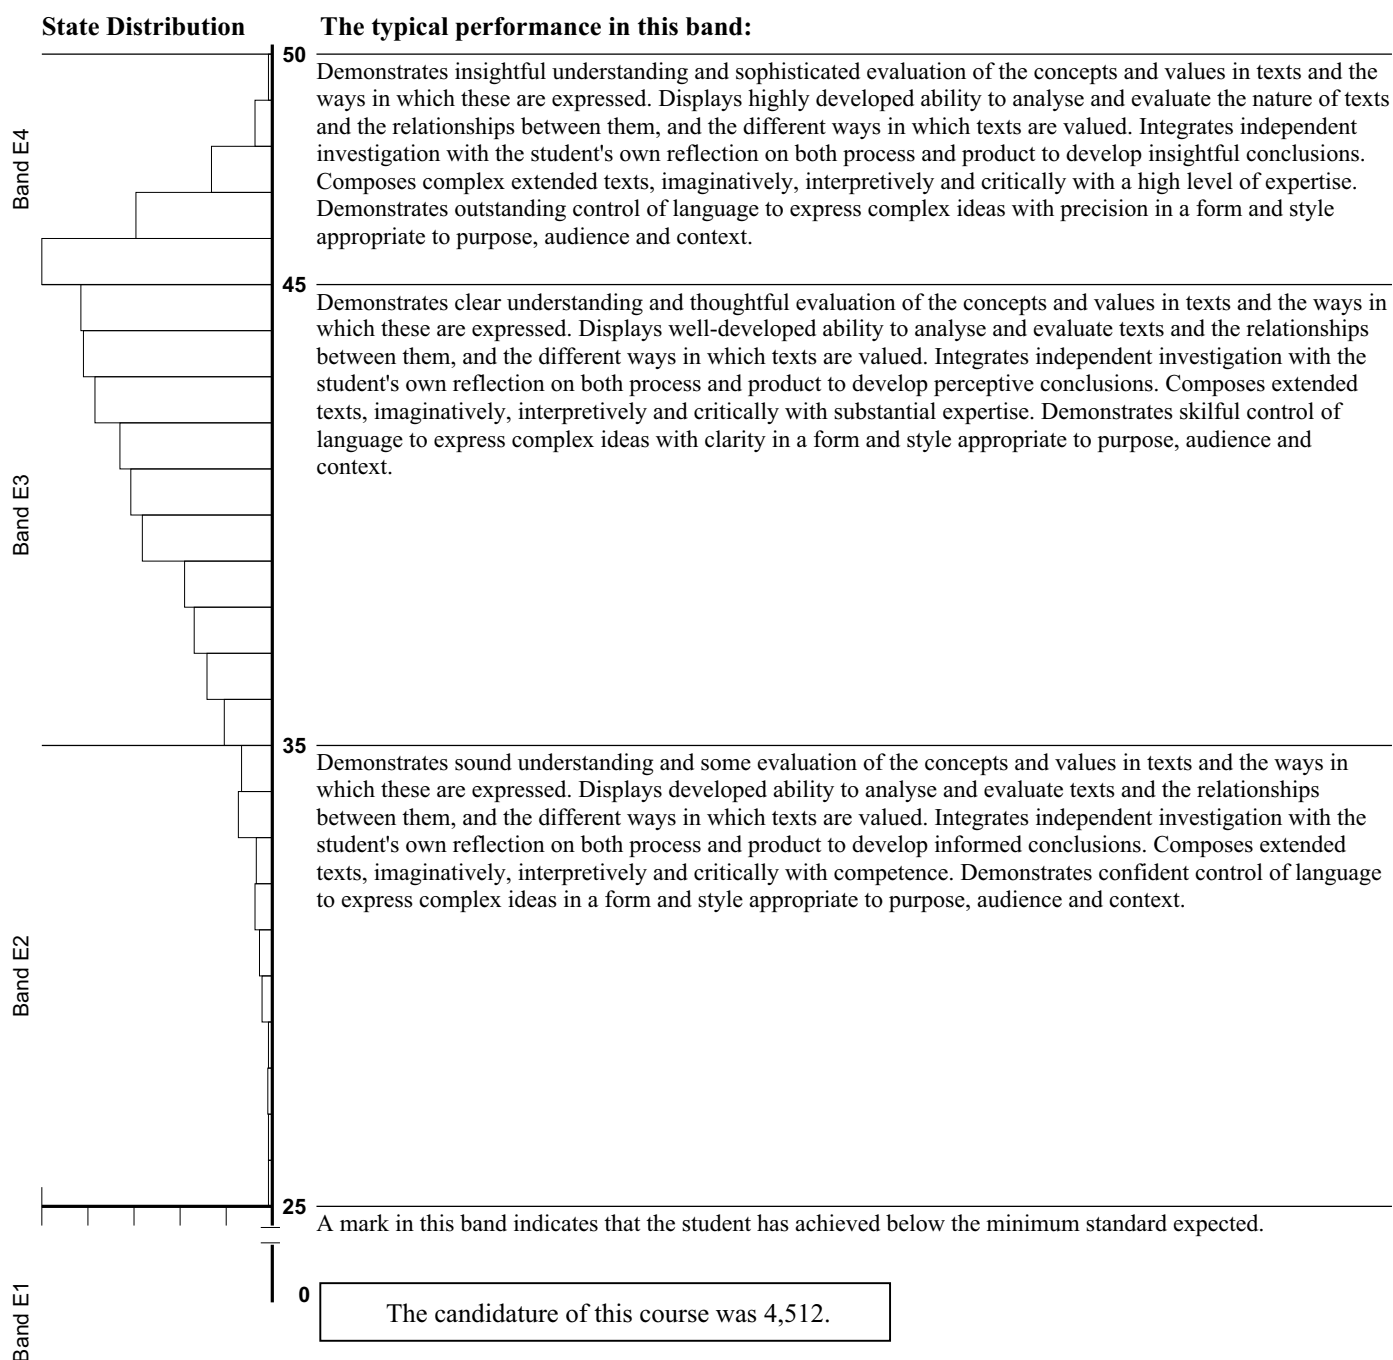 State Distribution
The typical performance in this band:
50
Demonstrates insightful understanding and sophisticated evaluation of the concepts and values in texts and the
ways in which these are expressed. Displays highly developed ability to analyse and evaluate the nature of texts
and the relationships between them, and the different ways in which texts are valued. Integrates independent
investigation with the student's own reflection on both process and product to develop insightful conclusions.
Composes complex extended texts, imaginatively, interpretively and critically with a high level of expertise.
Demonstrates outstanding control of language to express complex ideas with precision in a form and style
appropriate to purpose, audience and context.
Band E4
45
Demonstrates clear understanding and thoughtful evaluation of the concepts and values in texts and the ways in
which these are expressed. Displays well-developed ability to analyse and evaluate texts and the relationships
between them, and the different ways in which texts are valued. Integrates independent investigation with the
student's own reflection on both process and product to develop perceptive conclusions. Composes extended
texts, imaginatively, interpretively and critically with substantial expertise. Demonstrates skilful control of
language to express complex ideas with clarity in a form and style appropriate to purpose, audience and
context.
Band E3
35
Demonstrates sound understanding and some evaluation of the concepts and values in texts and the ways in
which these are expressed. Displays developed ability to analyse and evaluate texts and the relationships
between them, and the different ways in which texts are valued. Integrates independent investigation with the
student's own reflection on both process and product to develop informed conclusions. Composes extended
texts, imaginatively, interpretively and critically with competence. Demonstrates confident control of language
to express complex ideas in a form and style appropriate to purpose, audience and context.
Band E2
25
A mark in this band indicates that the student has achieved below the minimum standard expected.
Band E1
0
The candidature of this course was 4,512.